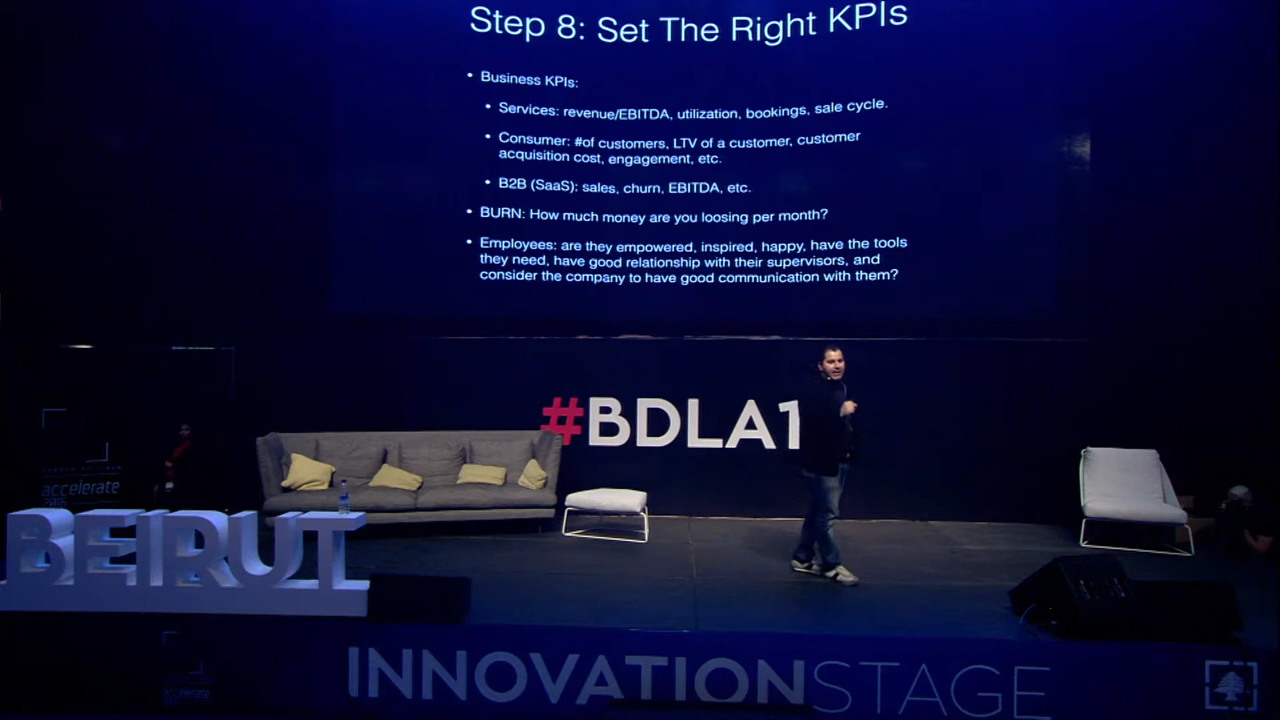 Step 8: Set The Right KPIs
• Business KPIs:
• Services: revenue/EBITDA, utilization, bookings, sale cycle.
• Consumer: #of customers, LTV of a customer, customer
acquisition cost, engagement, etc.
• B2B (SaaS): sales, churn, EBITDA, etc.
• BURN: How much money are you loosing per month?
• Employees: are they empowered, inspired, happy, have the tools
they need, have good relationship with their supervisors, and
consider the company to have good communication with them?
#BDLA1
accelerate
BEIRUT
INNOVATIONSTAGE
accelerate